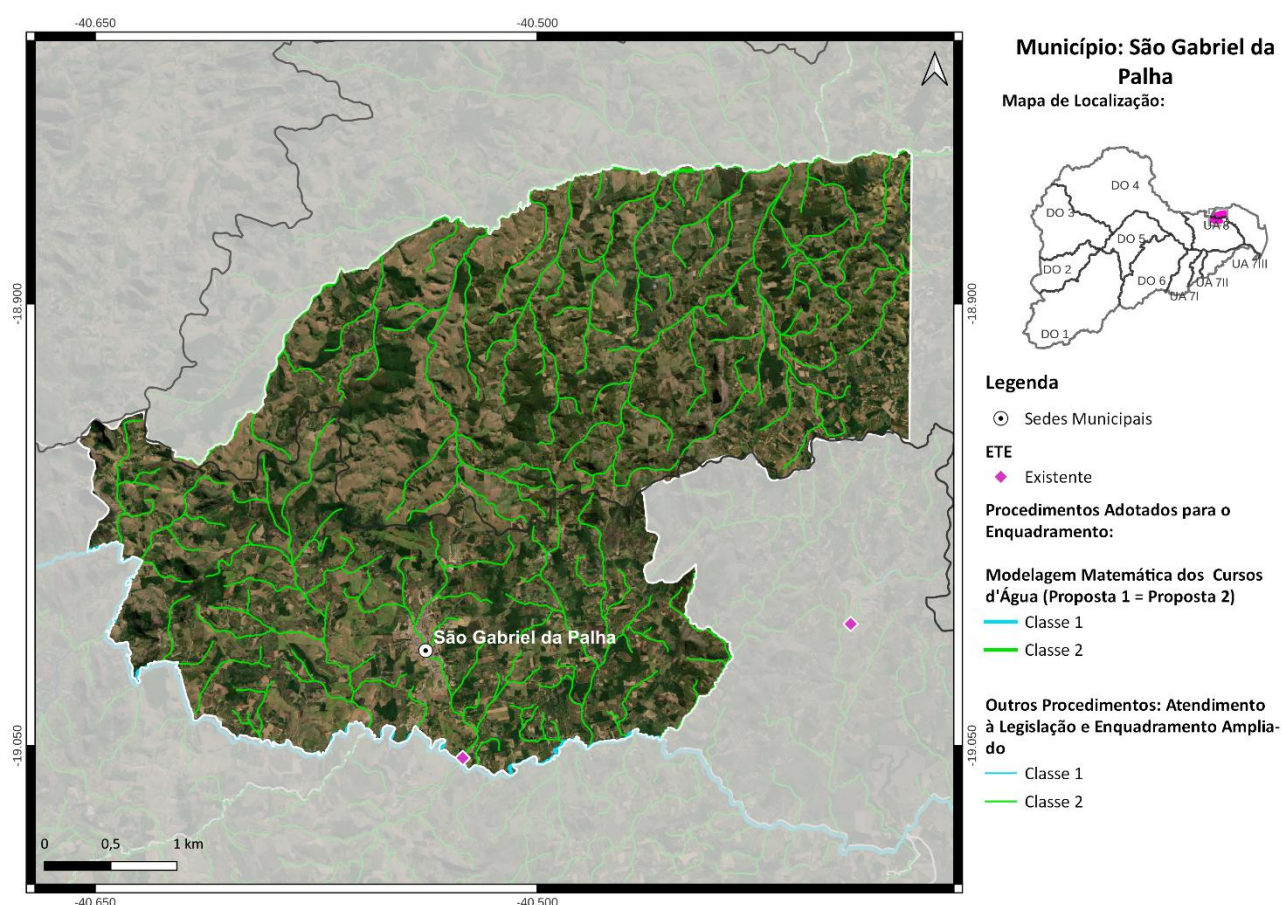 -40.650
-40.500
Município: São Gabriel da
Palha
Mapa de Localização:
DO 4
DO 3
DO 5
UA 8
DO 2
UA 7III
DO 6
UA 7II
UA 7I
DO 1
-18.900
-18.900
Legenda
Sedes Municipais
ETE
Existente
Procedimentos Adotados para o
Enquadramento:
Modelagem Matemática dos Cursos
d'Água (Proposta 1 = Proposta 2)
Classe 1
Classe 2
São Gabriel da Palha
Outros Procedimentos: Atendimento
à Legislação e Enquadramento Amplia-
do
Classe 1
Classe 2
-19.050
-19.050
0 0,5 1 km
-40.650
-40.500